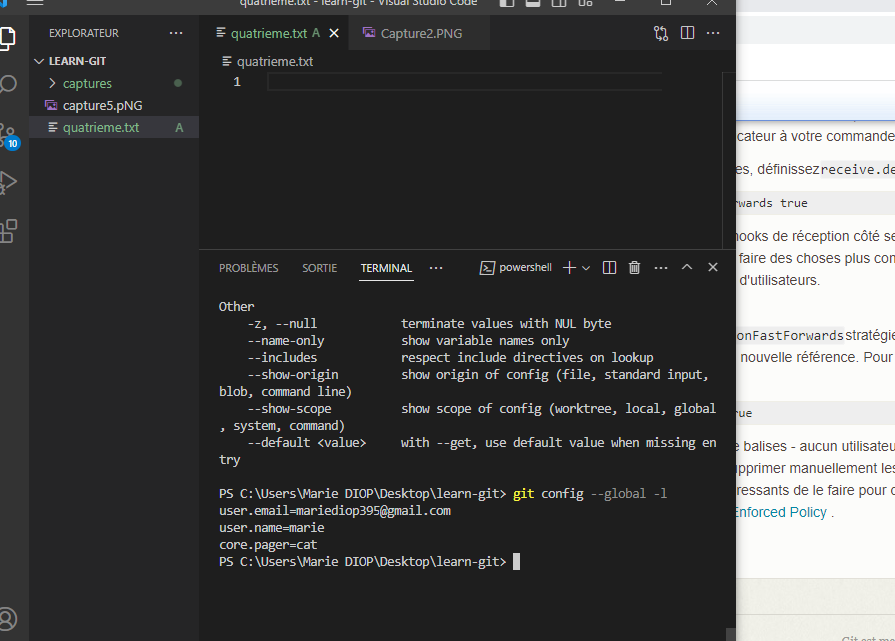 quatrieme.txt - learn-git - Visual Studio Code
EXPLORATEUR
LEARN-GIT
captures
capture5.pNG
quatrieme.txt A
10
quatrieme.txt A
Capture2.PNG
quatrieme.txt
1
PROBLÈMES SORTIE TERMINAL powershell
Other
-z, --null terminate values with NUL byte
--name-only show variable names only
--includes respect include directives on lookup
--show-origin show origin of config (file, standard input,
blob, command line)
--show-scope show scope of config (worktree, local, global
, system, command)
--default <value> with --get, use default value when missing en
try
PS C:\Users\Marie DIOP\Desktop\learn-git> git config --global -l
user.email=mariediop395@gmail.com
user.name=marie
core.pager=cat
PS C:\Users\Marie DIOP\Desktop\learn-git>
icateur à votre commande
es, définissez receive.de
rwards true
hooks de réception côté se
faire des choses plus com
d'utilisateurs.
onFastForwards stratégie
nouvelle référence. Pour
rue
e balises - aucun utilisateu
upprimer manuellement les
ressants de le faire pour c
Enforced Policy .